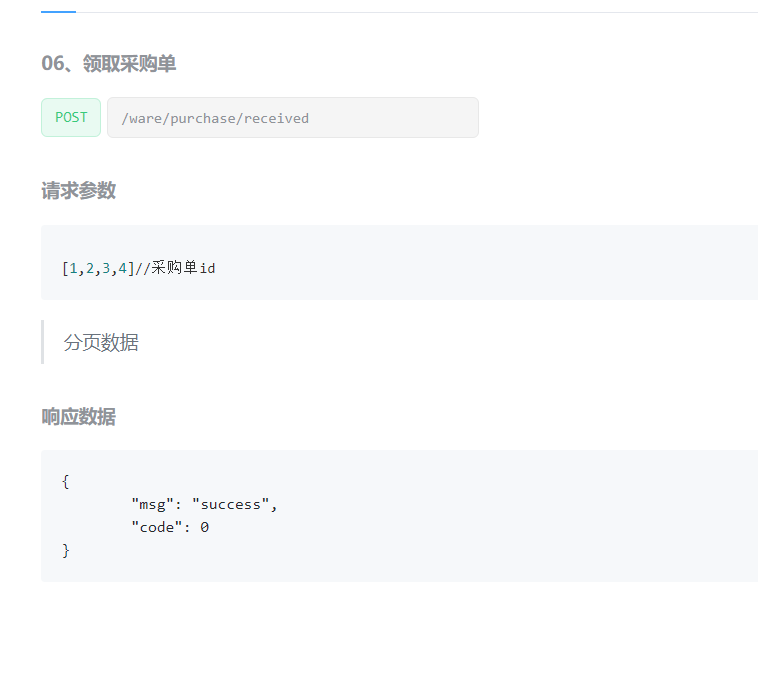 06、领取采购单
POST /ware/purchase/received
请求参数
[1,2,3,4]//采购单id
分页数据
响应数据
{
"msg": "success",
"code": 0
}